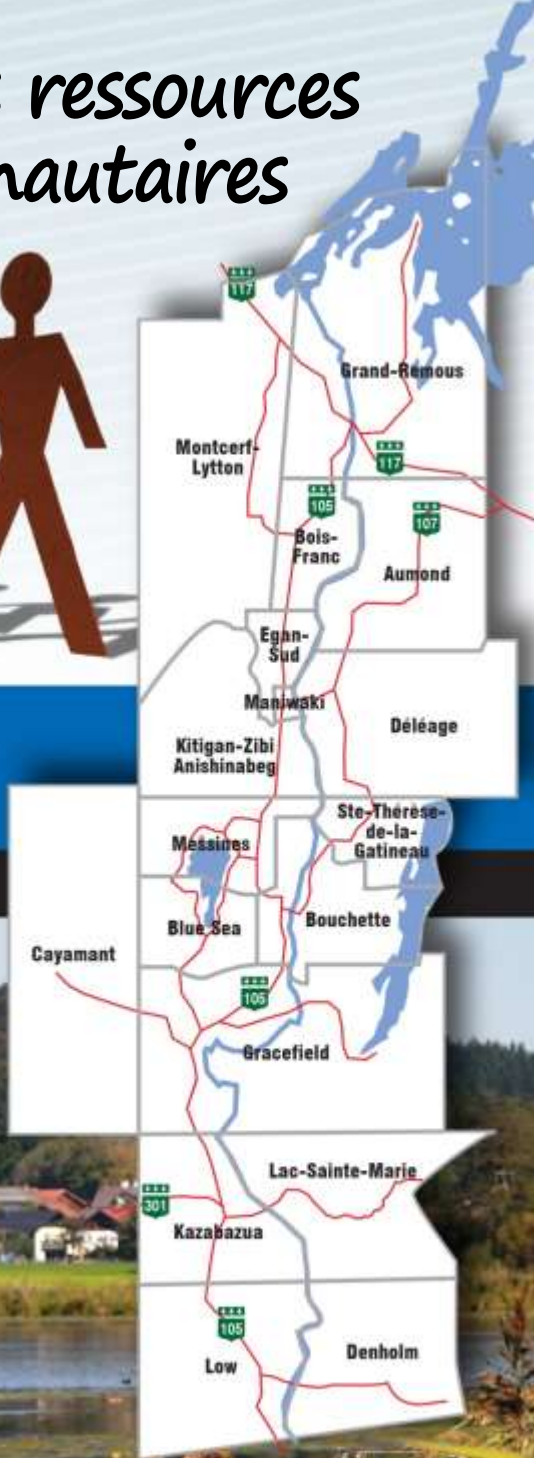 ressources
nautaires
117
Grand-Remous
Montcerf-
Lytton
117
105
107
Bois-
Franc
Aumond
Egan-
Sud
Maniwaki
Déléage
Kitigan-Zibi
Anishinabeg
Ste-Thérèse-
de-la-
Gatineau
Messines
Bouchette
Blue Sea
Cayamant
105
Gracefield
Lac-Sainte-Marie
301
Kazabazua
105
Denholm
Low